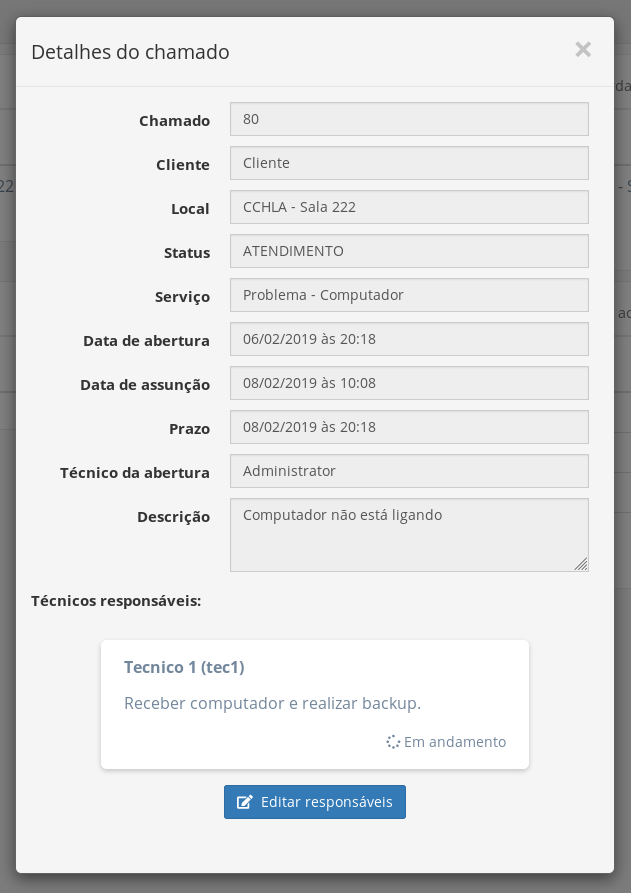 Detalhes do chamado
×
Chamado 80
Cliente Cliente
Local CCHLA - Sala 222
Status ATENDIMENTO
Serviço Problema - Computador
Data de abertura 06/02/2019 às 20:18
Data de assunção 08/02/2019 às 10:08
Prazo 08/02/2019 às 20:18
Técnico da abertura Administrator
Descrição Computador não está ligando
Técnicos responsáveis:
Tecnico 1 (tec1)
Receber computador e realizar backup.
Em andamento
Editar responsáveis